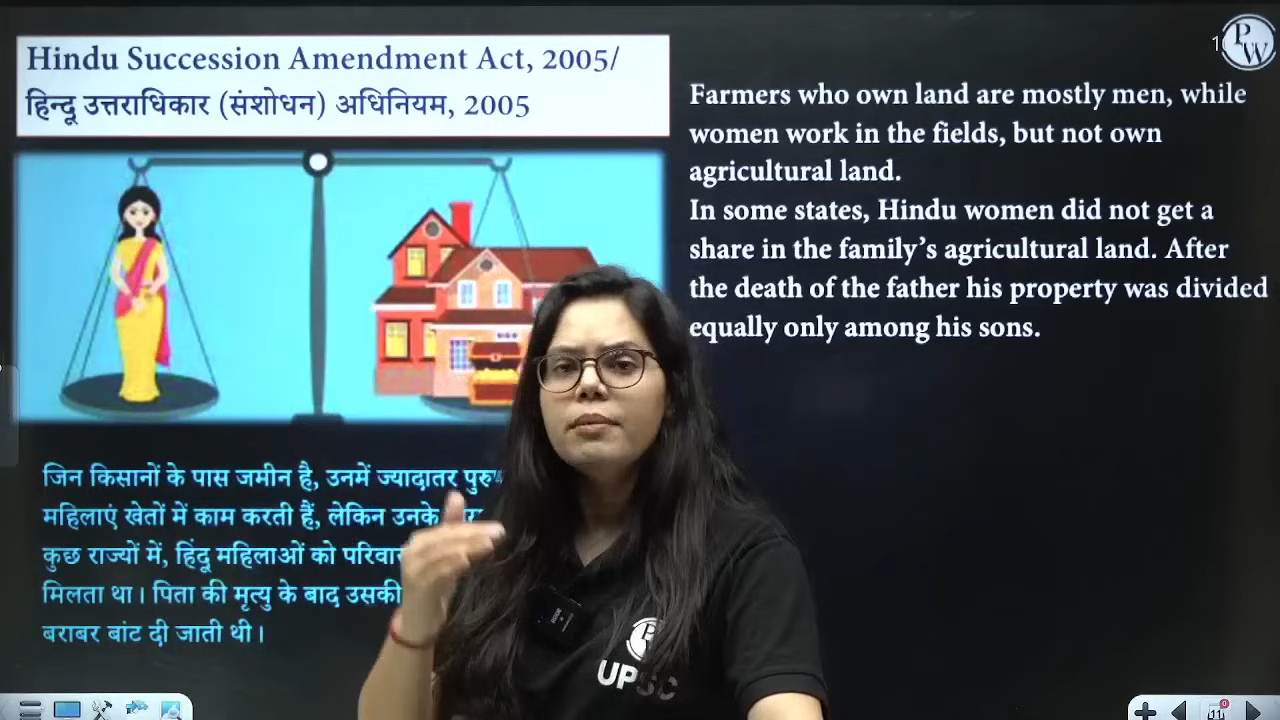 Hindu Succession Amendment Act, 2005/
हिन्दू उत्तराधिकार (संशोधन) अधिनियम, 2005
Farmers who own land are mostly men, while
women work in the fields, but not own
agricultural land.
In some states, Hindu women did not get a
share in the family's agricultural land. After
the death of the father his property was divided
equally only among his sons.
जिन किसानों के पास जमीन है, उनमें ज्यादातर
महिलाएं खेतों में काम करती हैं, लेकिन उनके
कुछ राज्यों में, हिंदू महिलाओं को
मिलता था। पिता की मृत्यु के बाद उसकी
बराबर बांट दी जाती थी।
PW
UPSC
11